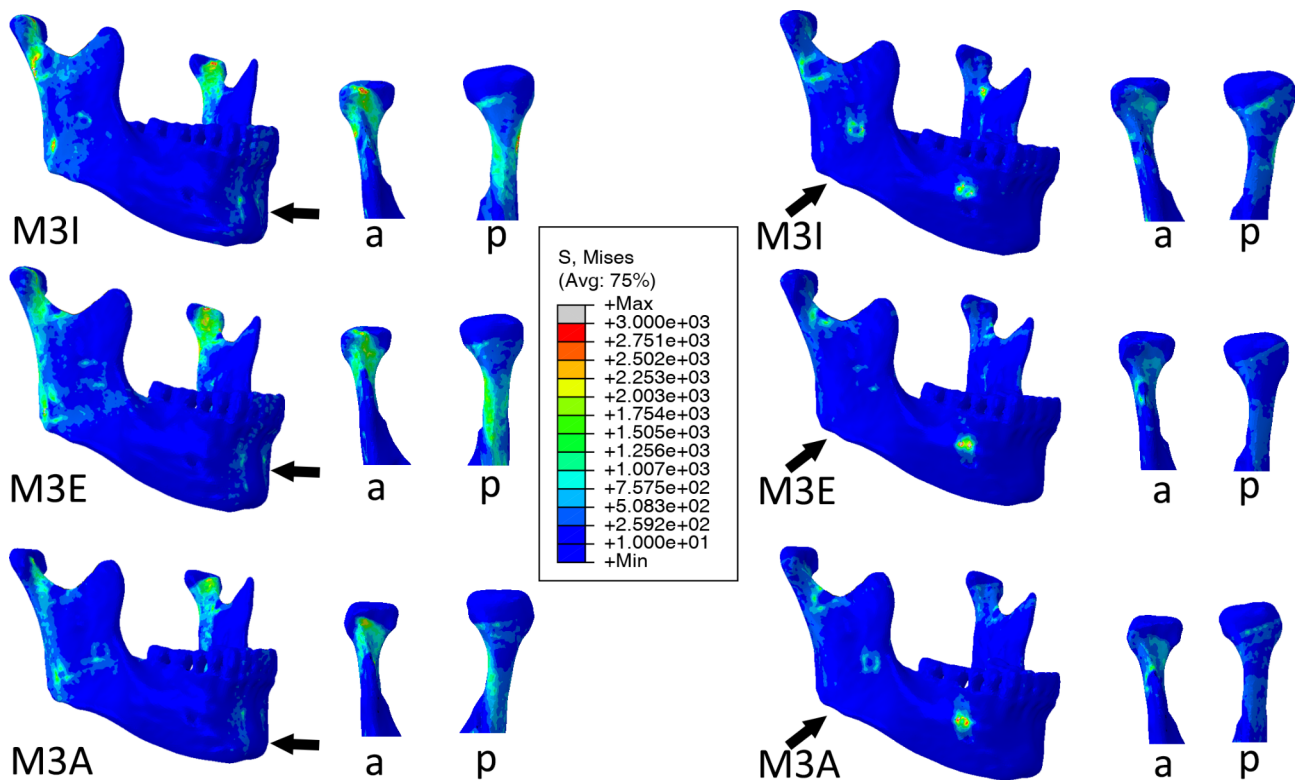 M3I
a
p
M3I
a
p
S, Mises
(Avg: 75%)
+Max
+3.000e+03
+2.751e+03
+2.502e+03
+2.253e+03
+2.003e+03
+1.754e+03
+1.505e+03
+1.256e+03
+1.007e+03
+7.575e+02
+5.083e+02
+2.592e+02
+1.000e+01
+Min
M3E
a
p
M3E
a
p
M3A
a
p
M3A
a
p